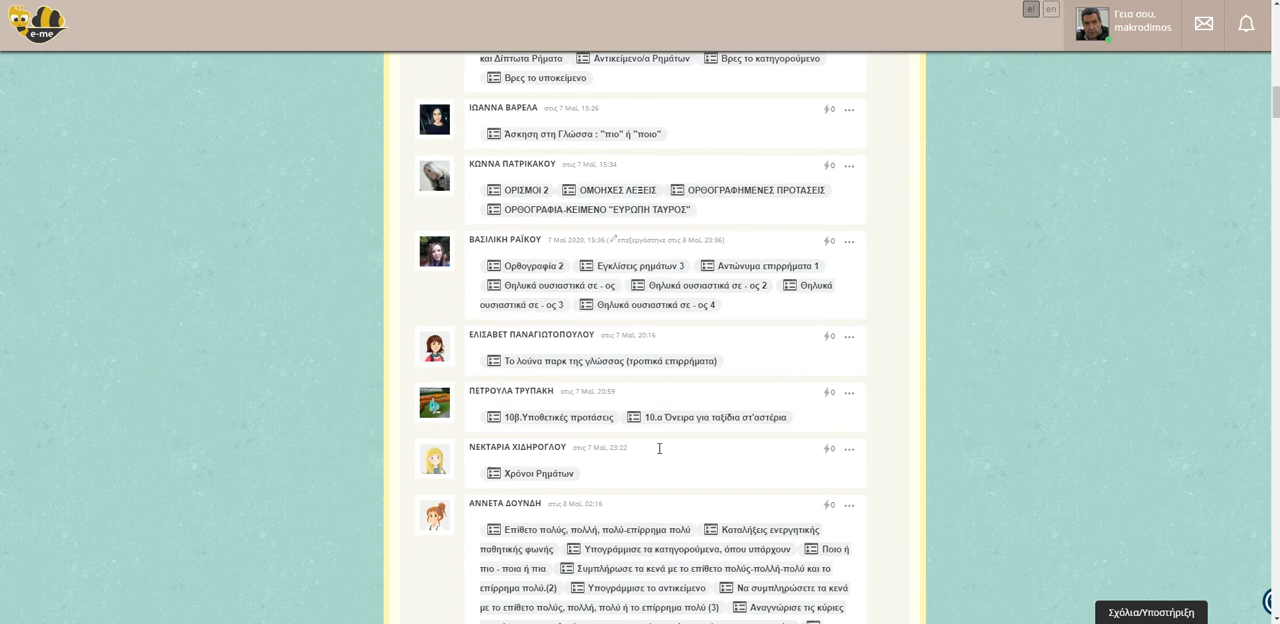 el en
Γεια σου,
makrodimos
e-me
και Δίπτωτα Ρήματα Αντικείμενο/α Ρημάτων Βρες το κατηγορούμενο
Βρες το υποκείμενο
ΙΩΑΝΝΑ ΒΑΡΕΛΑ στις 7 Μαΐ, 15:26 0 ...
Άσκηση στη Γλώσσα : "πιο" ή "ποιο"
ΚΩΝΝΑ ΠΑΤΡΙΚΑΚΟΥ στις 7 Μαΐ, 15:34 0 ...
ΟΡΙΣΜΟΙ 2 ΟΜΟΗΧΕΣ ΛΕΞΕΙΣ ΟΡΘΟΓΡΑΦΗΜΕΝΕΣ ΠΡΟΤΑΣΕΙΣ
ΟΡΘΟΓΡΑΦΙΑ-ΚΕΙΜΕΝΟ "ΕΥΡΩΠΗ ΤΑΥΡΟΣ"
ΒΑΣΙΛΙΚΗ ΡΑΪΚΟΥ 7 Μαΐ 2020, 15:36 (επεξεργάστηκε στις 8 Μαΐ, 23:36) 0 ...
Ορθογραφία 2 Εγκλίσεις ρημάτων 3 Αντώνυμα επιρρήματα 1
Θηλυκά ουσιαστικά σε - ος Θηλυκά ουσιαστικά σε - ος 2 Θηλυκά
ουσιαστικά σε - ος 3 Θηλυκά ουσιαστικά σε - ος 4
ΕΛΙΣΑΒΕΤ ΠΑΝΑΓΙΩΤΟΠΟΥΛΟΥ στις 7 Μαΐ, 20:16 0 ...
Το λούνα παρκ της γλώσσας (τροπικά επιρρήματα)
ΠΕΤΡΟΥΛΑ ΤΡΥΠΑΚΗ στις 7 Μαΐ, 20:59 0 ...
10β.Υποθετικές προτάσεις 10.α Όνειρα για ταξίδια στ'αστέρια
ΝΕΚΤΑΡΙΑ ΧΙΔΗΡΟΓΛΟΥ στις 7 Μαΐ, 23:22 0 ...
Χρόνοι Ρημάτων
ΑΝΝΕΤΑ ΔΟΥΝΔΗ στις 8 Μαΐ, 02:16 0 ...
Επίθετο πολύς, πολλή, πολύ-επίρρημα πολύ Καταλήξεις ενεργητικής
παθητικής φωνής Υπογράμμισε τα κατηγορούμενα, όπου υπάρχουν Ποιο ή
πιο - ποια ή πια Συμπλήρωσε τα κενά με το επίθετο πολύς-πολλή-πολύ και το
επίρρημα πολύ.(2) Υπογράμμισε το αντικείμενο Να συμπληρώσετε τα κενά
με το επίθετο πολύς, πολλή, πολύ ή το επίρρημα πολύ (3) Αναγνώρισε τις κύριες
Σχόλια/Υποστήριξη